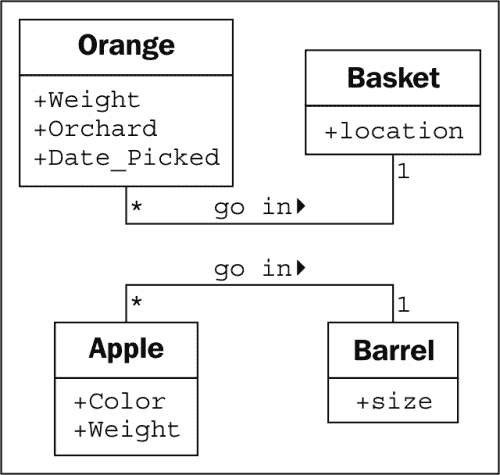 Orange
+Weight
+Orchard
+Date_Picked
Basket
+location
* go in▶ 1
go in▶
* 1
Apple
+Color
+Weight
Barrel
+size